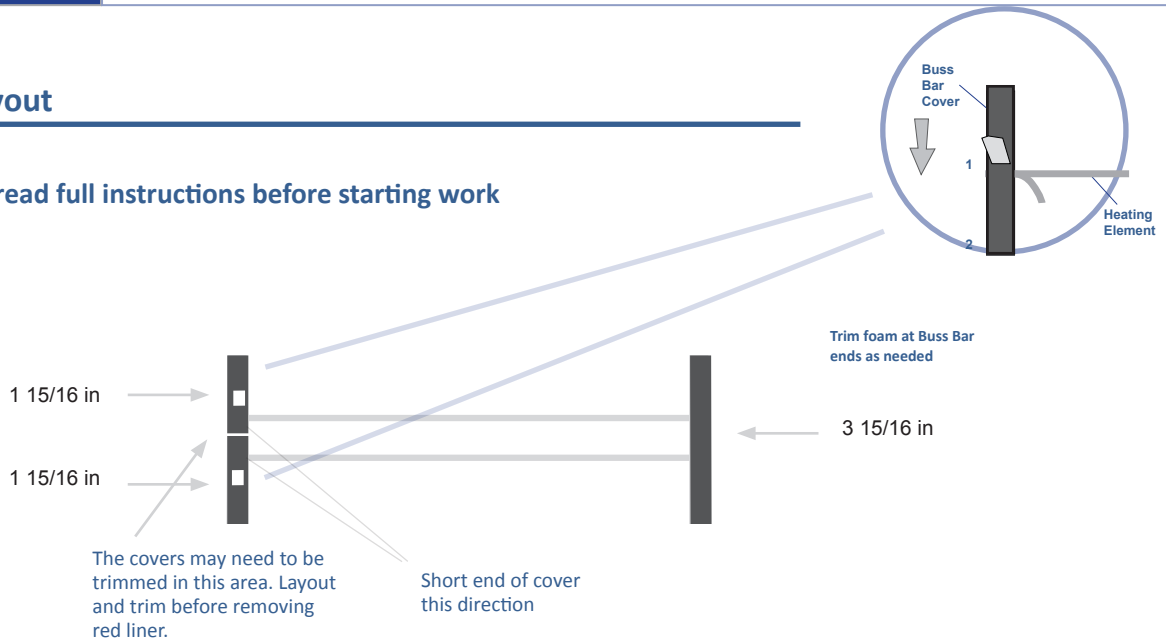 yout
read full instructions before starting work
Buss
Bar
Cover
1
Heating
Element
2
Trim foam at Buss Bar
ends as needed
1 15/16 in
3 15/16 in
1 15/16 in
The covers may need to be
trimmed in this area. Layout
and trim before removing
red liner.
Short end of cover
this direction